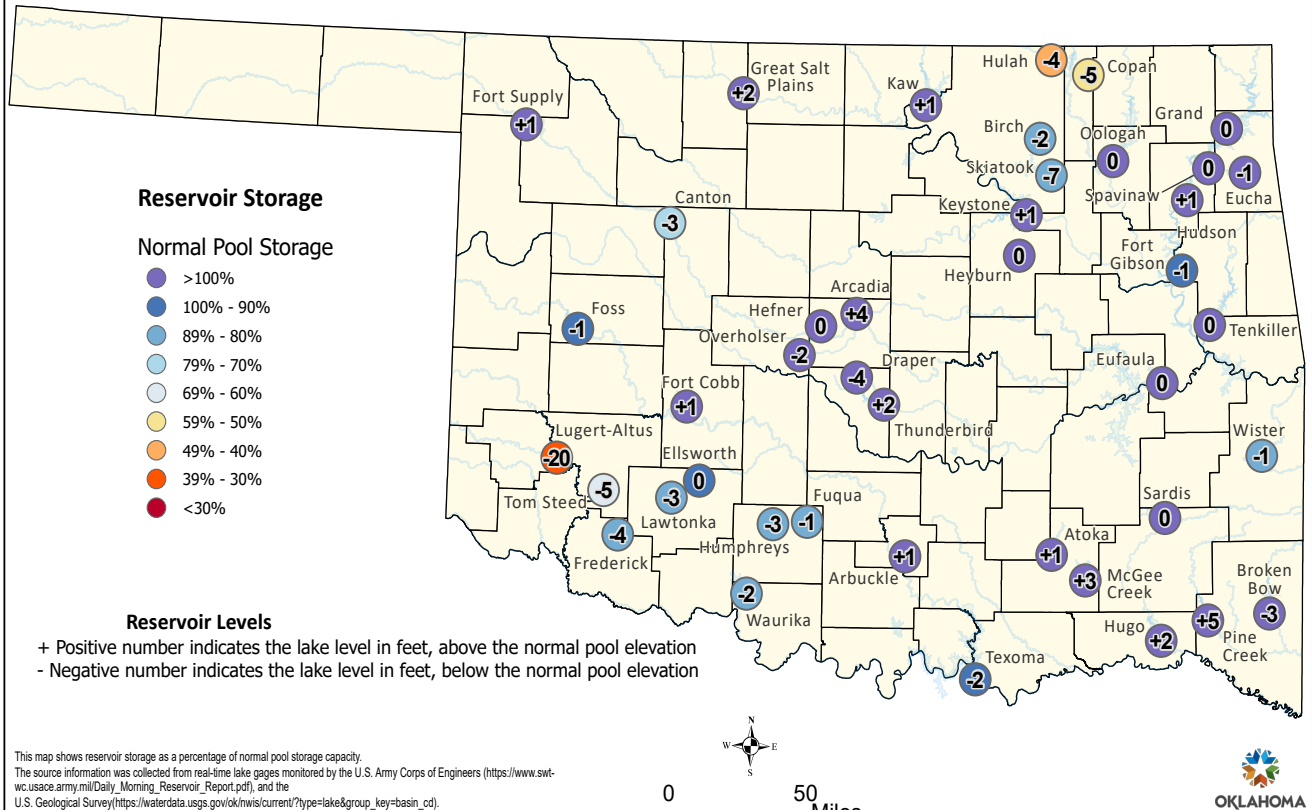 Great Salt
Plains
+2
Fort Supply
+1
Kaw
+1
Hulah
-4
Copan
-5
Birch
-2
Skiatook
-7
Oologah
0
Grand
0
Spavinaw
0
-1
Eucha
+1
Hudson
Keystone
+1
Heyburn
0
Fort
Gibson
-1
Canton
-3
Reservoir Storage
Normal Pool Storage
>100%
100% - 90%
89% - 80%
79% - 70%
69% - 60%
59% - 50%
49% - 40%
39% - 30%
<30%
Foss
-1
Hefner
0
Arcadia
+4
Overholser
-2
Draper
-4
+2
Thunderbird
Tenkiller
0
Eufaula
0
Fort Cobb
+1
Lugert-Altus
-20
Ellsworth
0
Tom Steed
-5
-3
Lawtonka
-4
Frederick
Fuqua
-3
-1
Humphreys
Wister
-1
Sardis
0
Atoka
+1
Arbuckle
+1
McGee
Creek
+3
Broken
Bow
-3
Waurika
-2
Hugo
+2
+5
Pine
Creek
Texoma
-2
Reservoir Levels
+ Positive number indicates the lake level in feet, above the normal pool elevation
- Negative number indicates the lake level in feet, below the normal pool elevation
This map shows reservoir storage as a percentage of normal pool storage capacity.
The source information was collected from real-time lake gages monitored by the U.S. Army Corps of Engineers (https://www.swt-
wc.usace.army.mil/Daily_Morning_Reservoir_Report.pdf), and the
U.S. Geological Survey(https://waterdata.usgs.gov/ok/nwis/current/?type=lake&group_key=basin_cd).
N
W E
S
0 50
Miles
OKLAHOMA